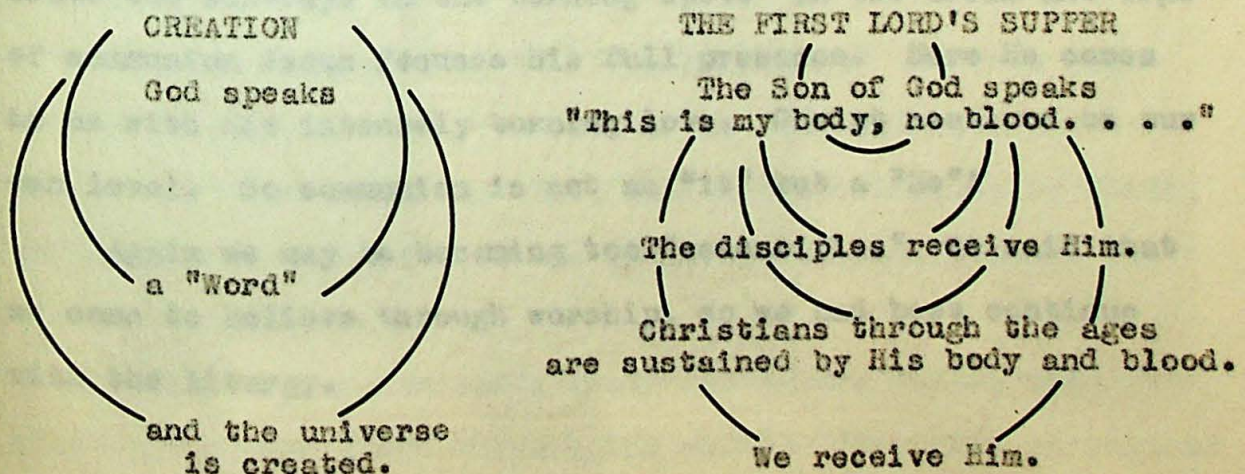 CREATION
God speaks
a "Word"
and the universe
is created.
THE FIRST LORD'S SUPPER
The Son of God speaks
"This is my body, no blood. . . ."
The disciples receive Him.
Christians through the ages
are sustained by His body and blood.
We receive Him.